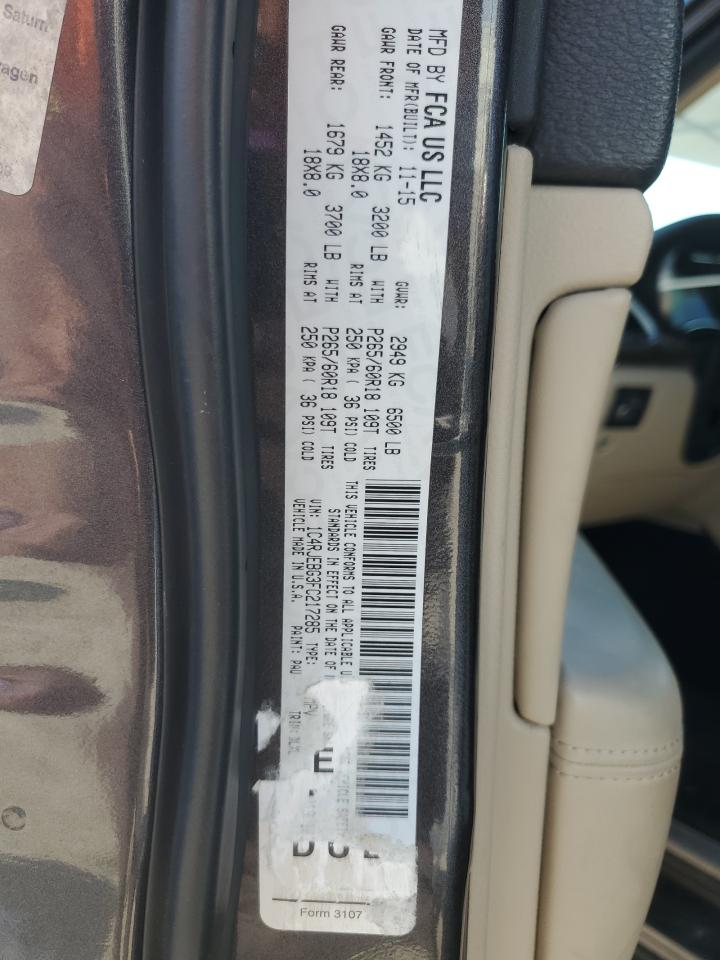 MFD BY FCA US LLC
DATE OF MFR(BUILT): 11-15 GVWR: 2949 KG 6500 LB
GAWR FRONT: 1452 KG 3200 LB WITH P265/60R18 109T TIRES
18X8.0 RIMS AT 250 KPA ( 36 PSI) COLD
GAWR REAR: 1679 KG 3700 LB WITH P265/60R18 109T TIRES
18X8.0 RIMS AT 250 KPA ( 36 PSI) COLD
THIS VEHICLE CONFORMS TO ALL APPLICABLE
STANDARDS IN EFFECT ON THE DATE OF
VIN: 1C4RJEBG3FC217285 TYPE: MPV
VEHICLE MADE IN U.S.A. PAINT: PAU TRIM:
Form 3107
Saturn